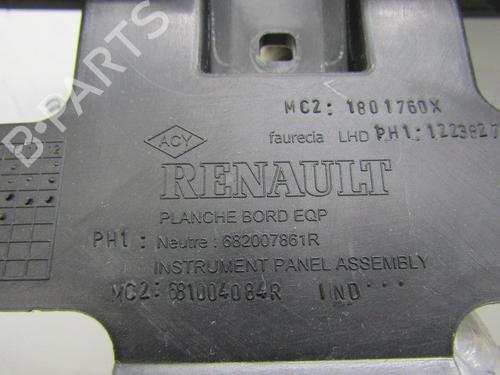 B-PARTS
MC2: 1801760X
faurecia LHD PH1:1223827
ACY
RENAULT
PLANCHE BORD EQP
PH1: Neutre : 682007861R
INSTRUMENT PANEL ASSEMBLY
MC2: 681004084R IND